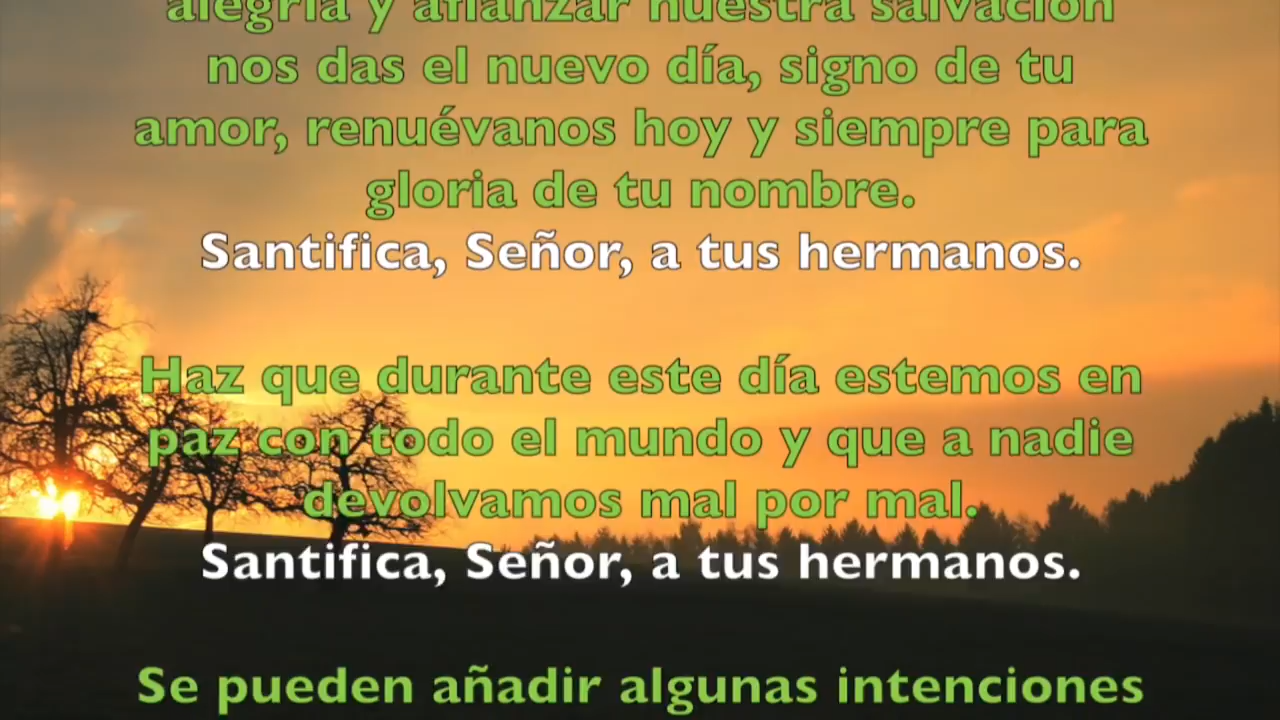 alegría y afianzar nuestra salvación
nos das el nuevo día, signo de tu
amor, renuévanos hoy y siempre para
gloria de tu nombre.
Santifica, Señor, a tus hermanos.
Haz que durante este día estemos en
paz con todo el mundo y que a nadie
devolvamos mal por mal.
Santifica, Señor, a tus hermanos.
Se pueden añadir algunas intenciones